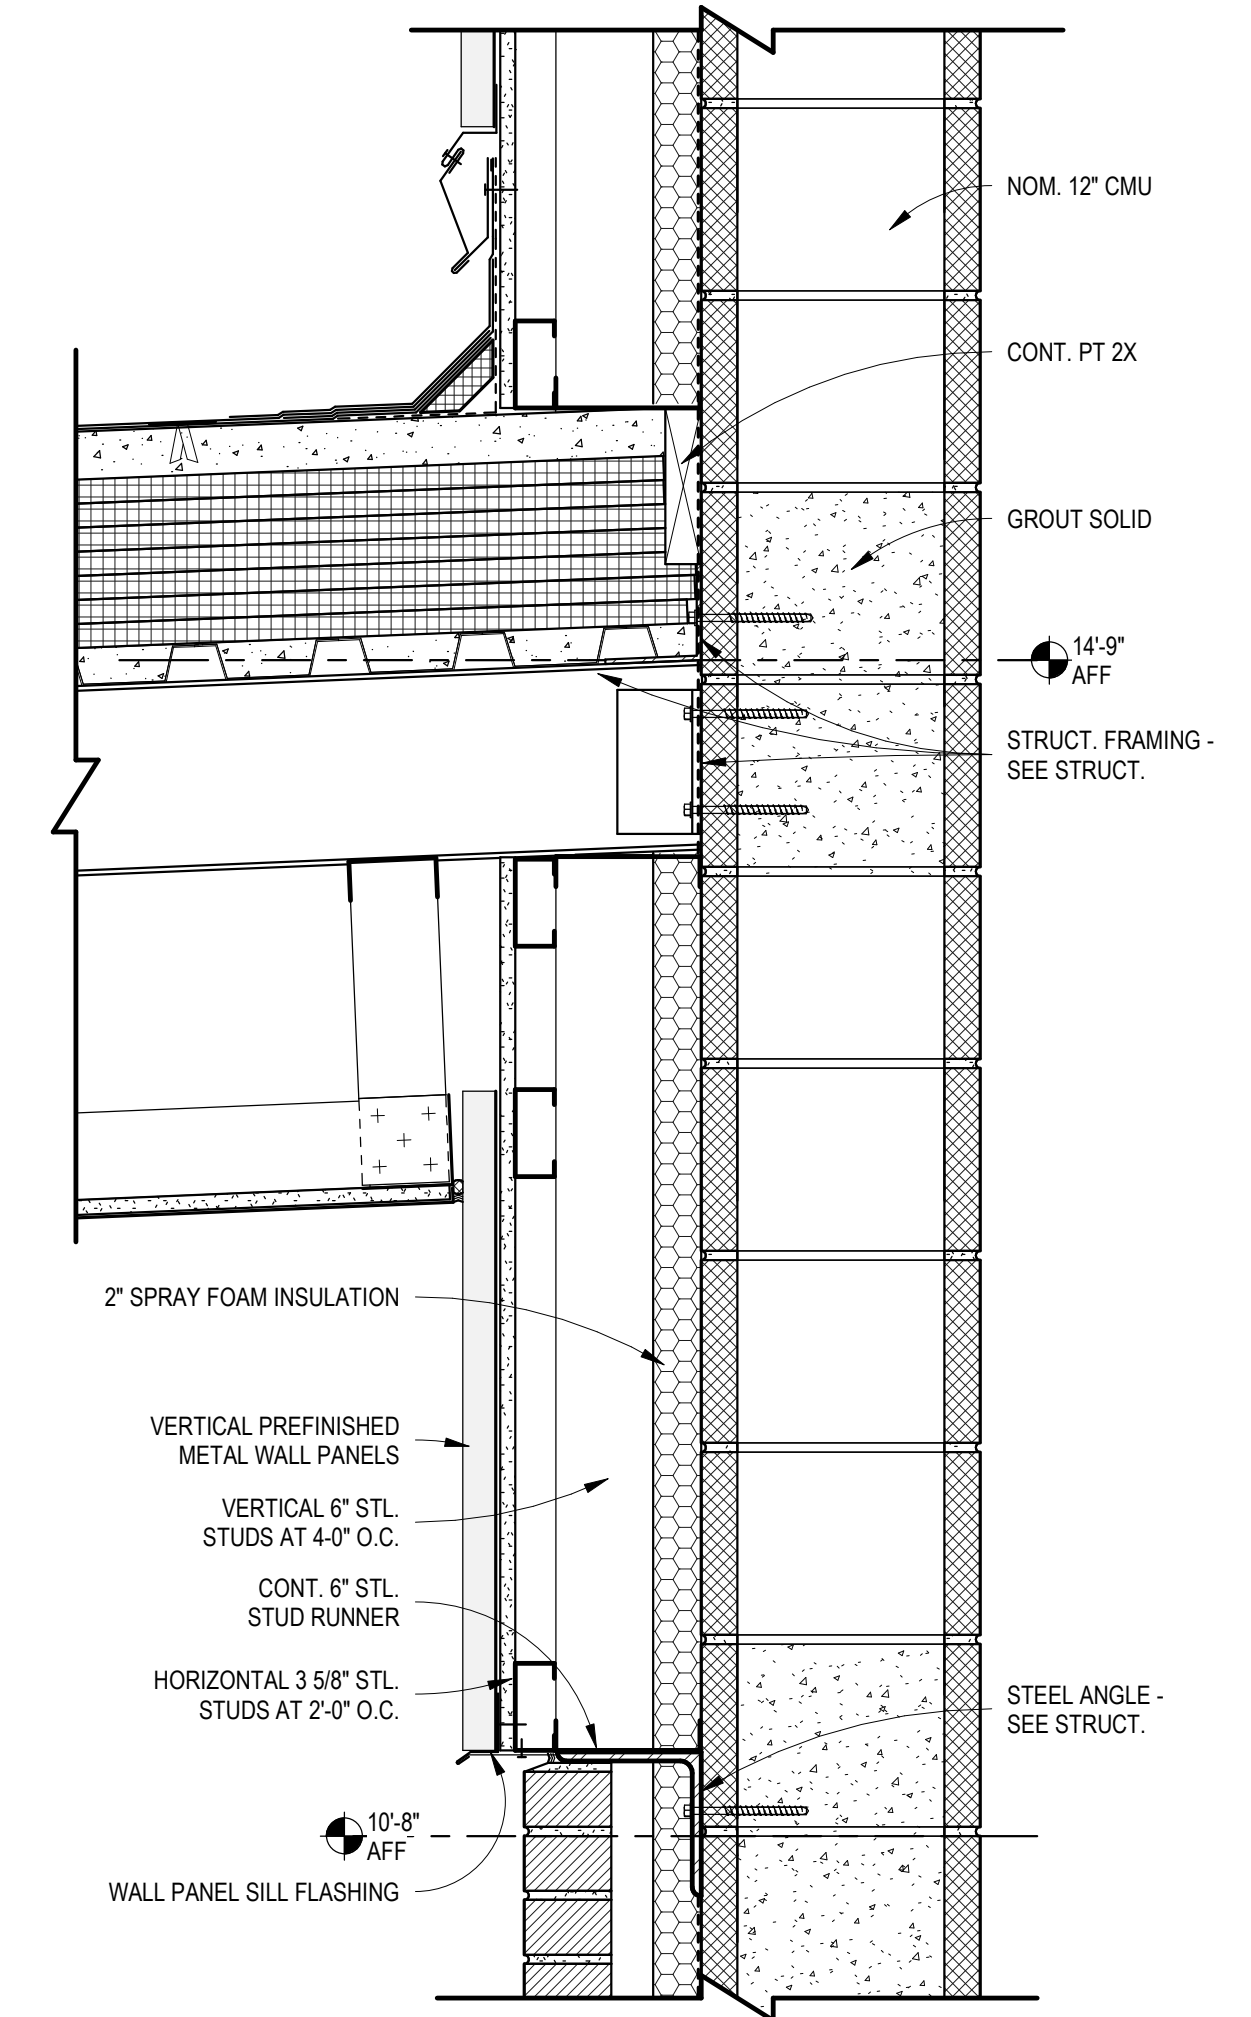 NOM. 12" CMU
CONT. PT 2X
GROUT SOLID
14'-9"
AFF
STRUCT. FRAMING -
SEE STRUCT.
2" SPRAY FOAM INSULATION
VERTICAL PREFINISHED
METAL WALL PANELS
VERTICAL 6" STL.
STUDS AT 4-0" O.C.
CONT. 6" STL.
STUD RUNNER
HORIZONTAL 3 5/8" STL.
STUDS AT 2'-0" O.C.
STEEL ANGLE -
SEE STRUCT.
10'-8"
AFF
WALL PANEL SILL FLASHING